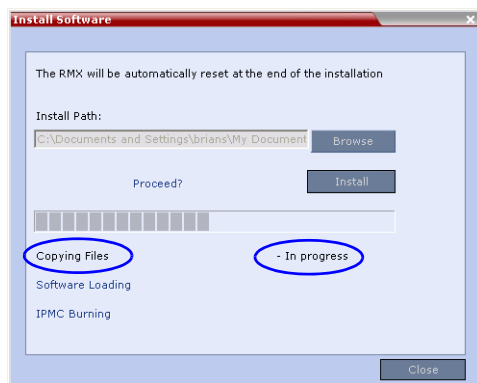 Install Software
The RMX will be automatically reset at the end of the installation
Install Path:
C:\Documents and Settings\brians\My Document
Browse
Proceed?
Install
Copying Files - In progress
Software Loading
IPMC Burning
Close